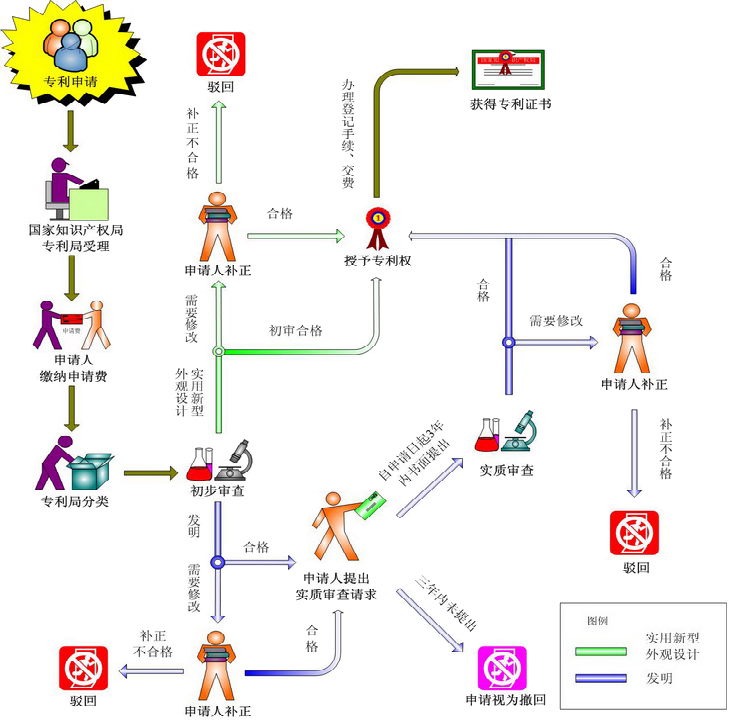 专利申请
国家知识产权局
专利局受理
申请费
申请人
缴纳申请费
专利局分类
初步审查
实用新型
外观设计
需要修改
初审合格
申请人补正
补正不合格
驳回
合格
授予专利权
办理登记手续、交费
国家知识产权局
获得专利证书
发明
合格
需要修改
申请人补正
补正
不合格
驳回
合格
申请人提出
实质审查请求
自申请日起3年
内书面提出
三年内未提出
申请视为撤回
实质审查
合格
需要修改
申请人补正
合格
补正不合格
驳回
图例
实用新型
外观设计
发明